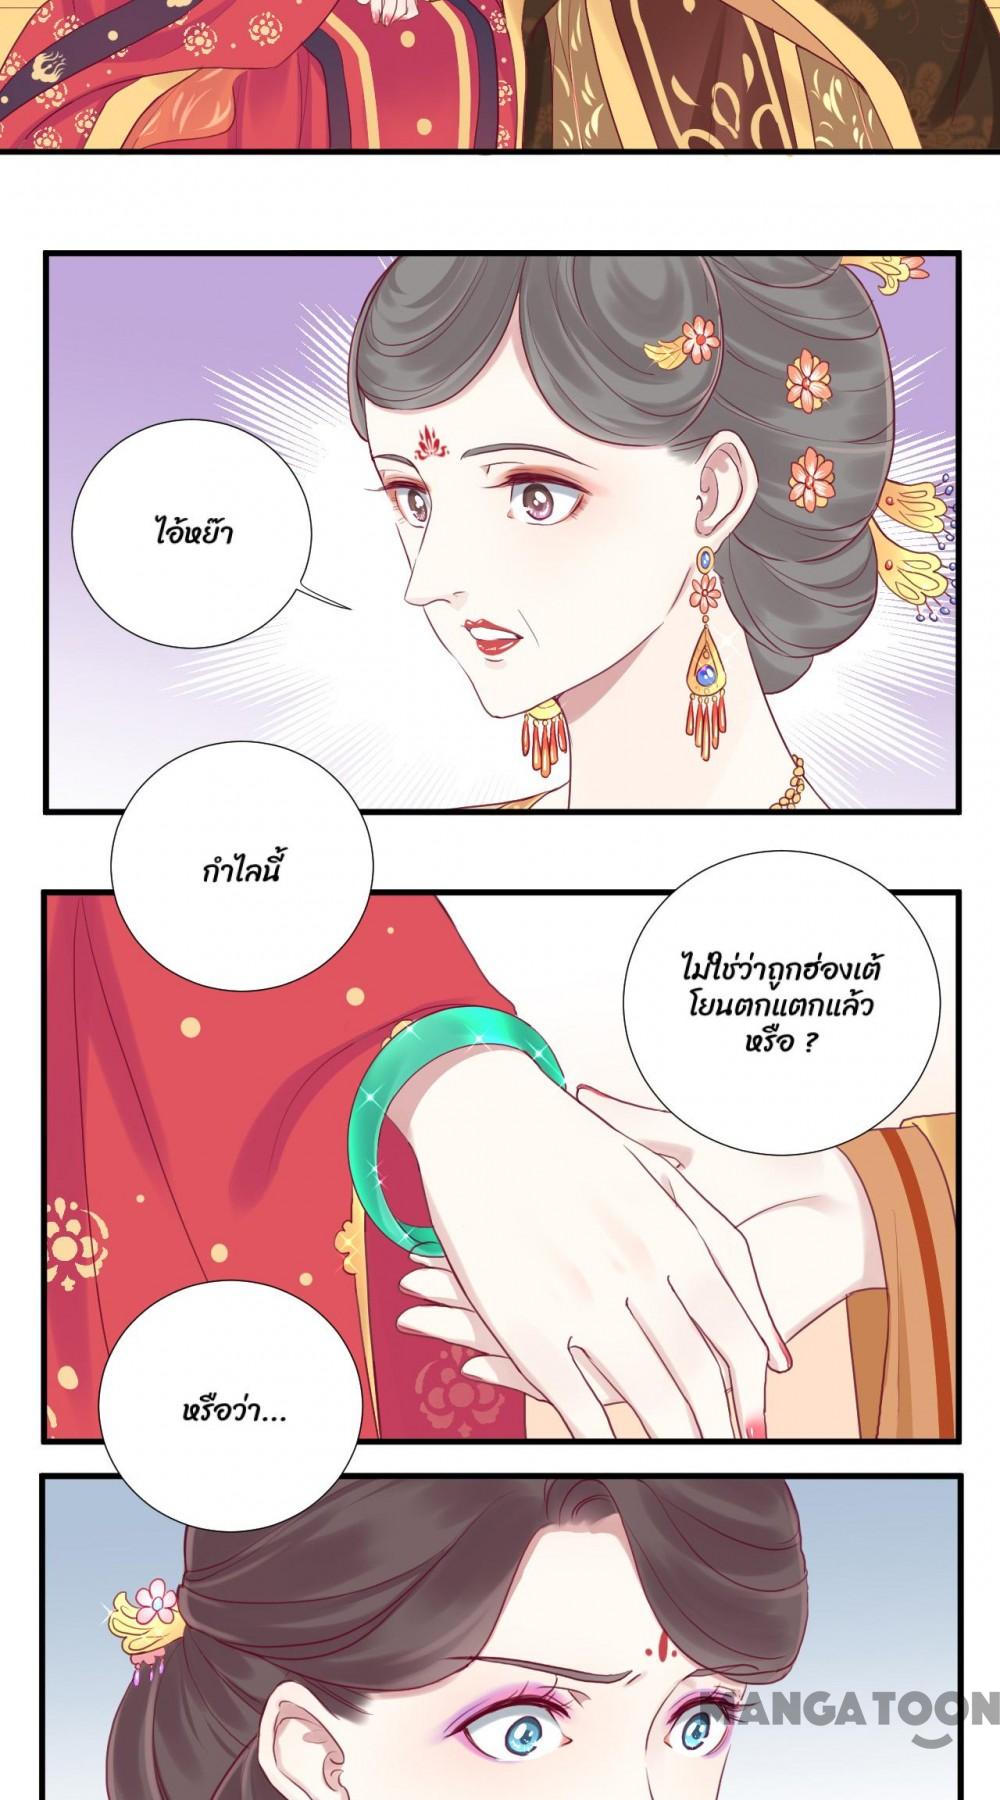 ไอ้หย๊า
กำไลนี้
ไม่ใช่ว่าถูกฮ่องเต้
โยนตกแตกแล้ว
หรือ ?
หรือว่า...
MANGATOON